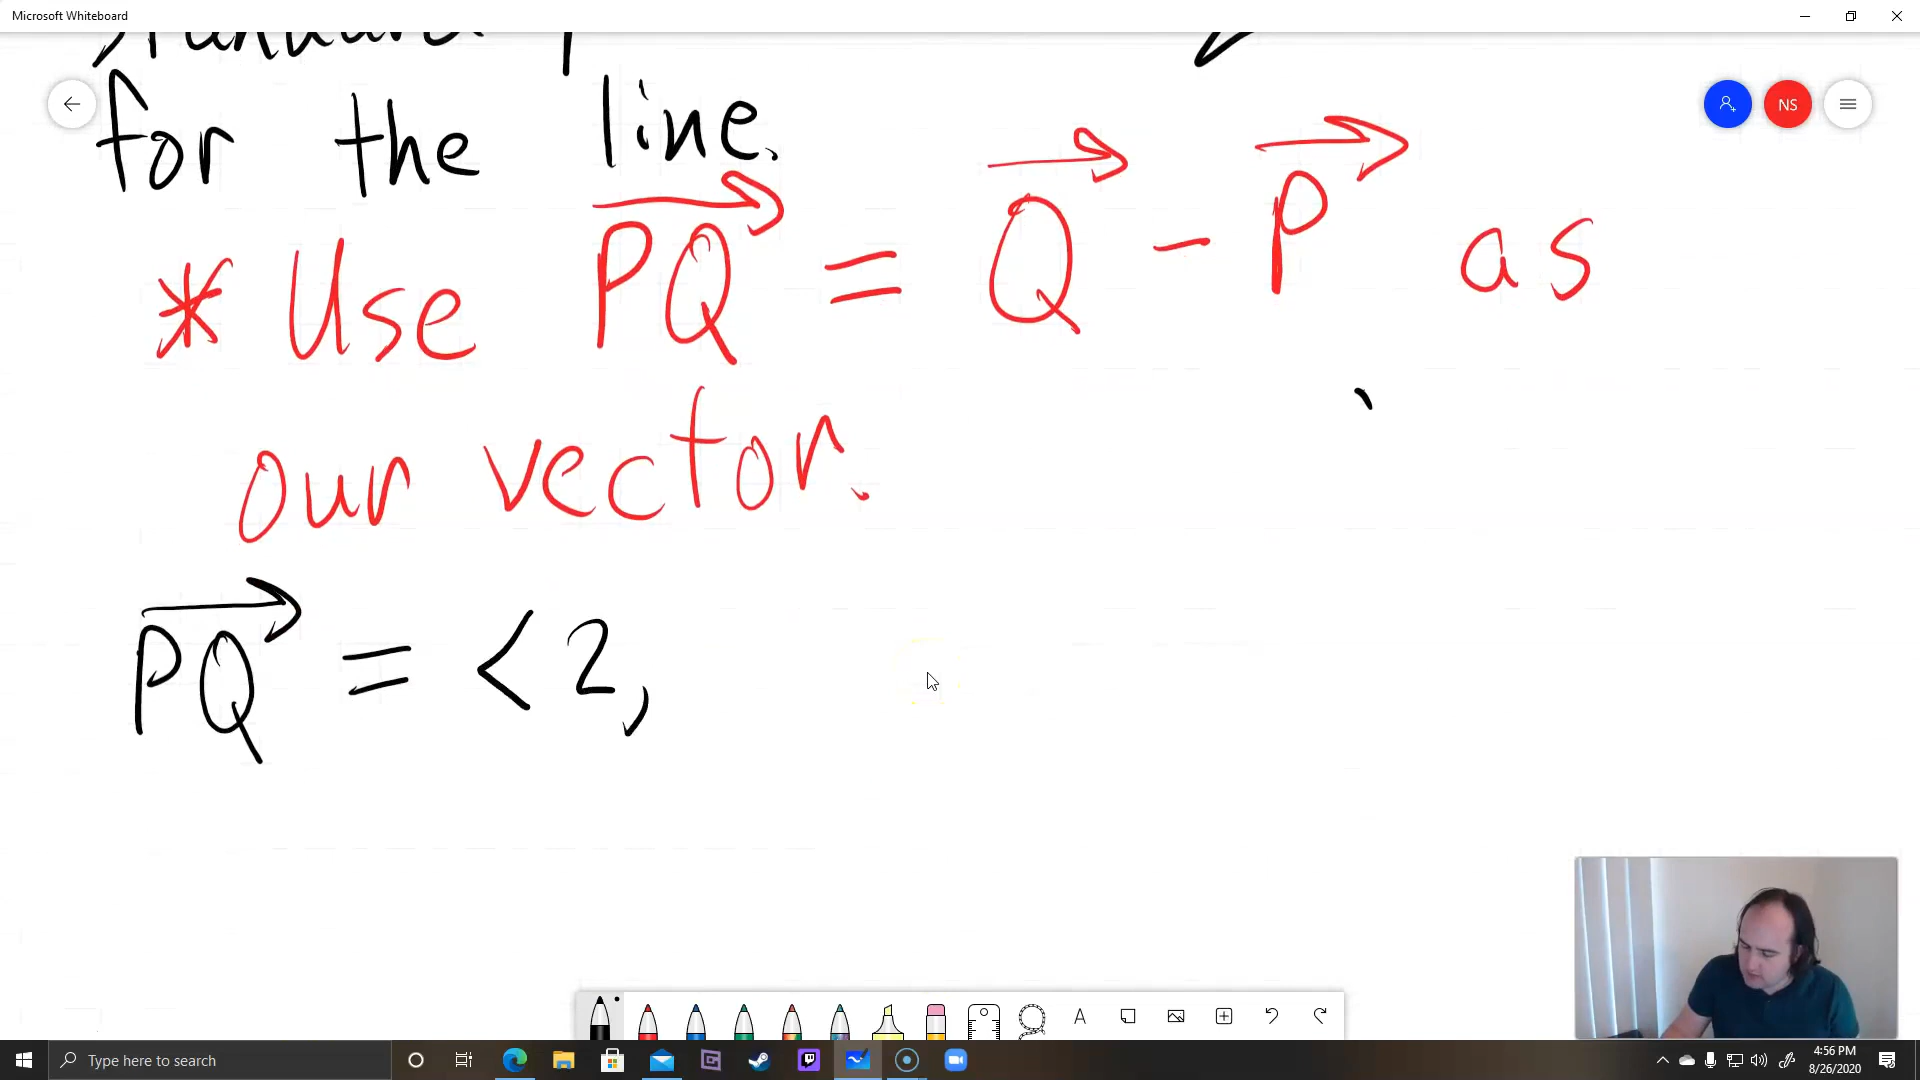 Microsoft Whiteboard
for the line.
* Use PQ = Q - P as
our vector.
PQ = <2,
NS
A
Type here to search
4:56 PM
8/26/2020